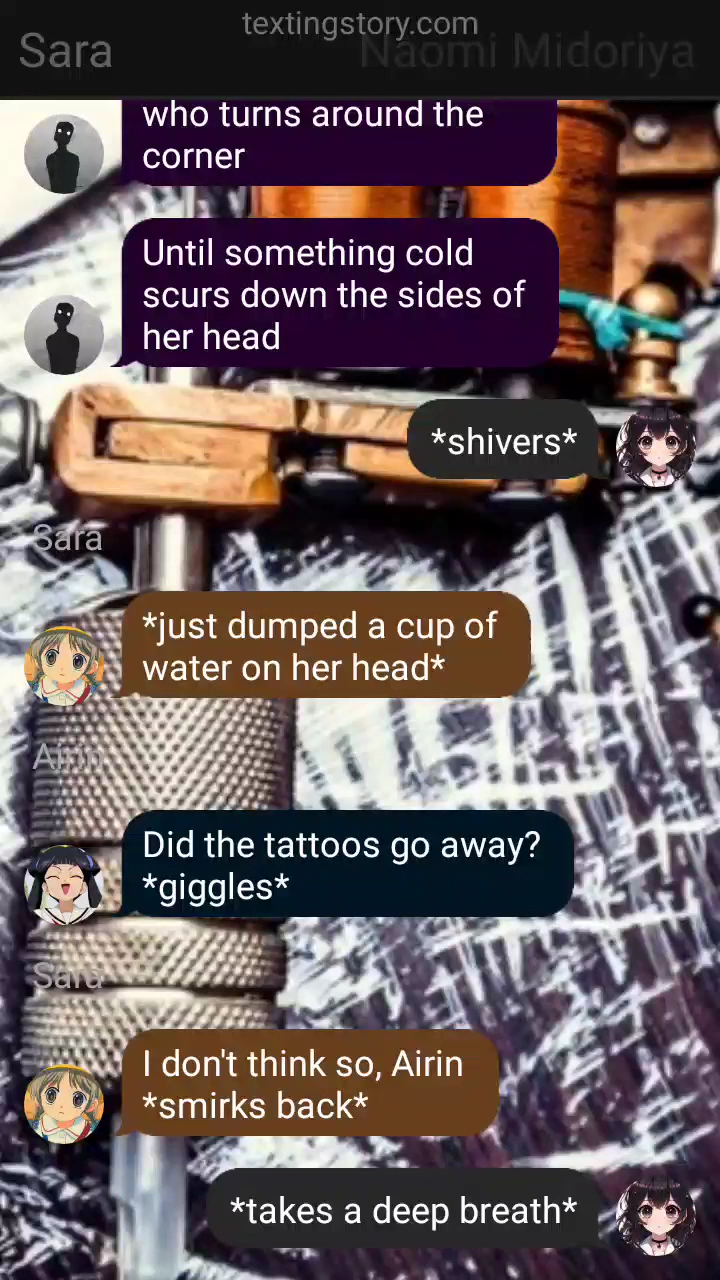 textingstory.com
Sara
Naomi Midoriya
who turns around the
corner
Until something cold
scurs down the sides of
her head
*shivers*
Sara
*just dumped a cup of
water on her head*
Airin
Did the tattoos go away?
*giggles*
Sara
I don't think so, Airin
*smirks back*
*takes a deep breath*